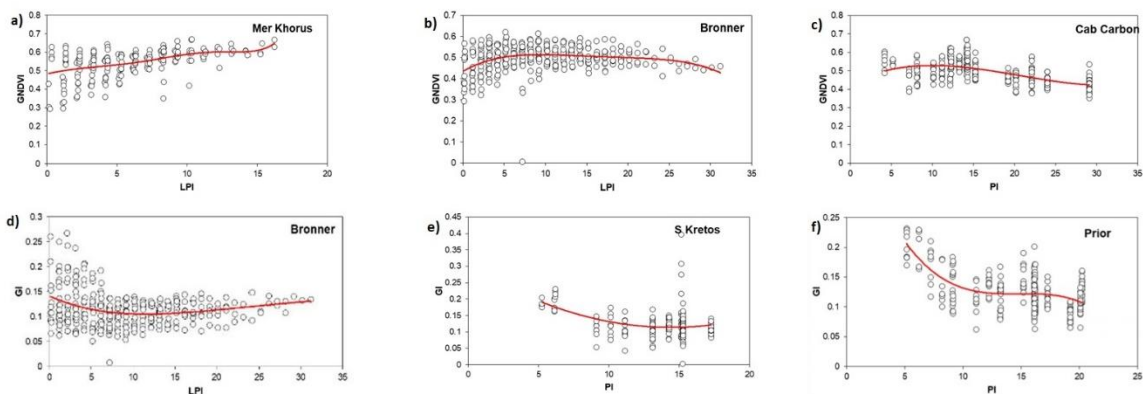 a)
Mer Khorus
0.8
0.7
0.6
0.5
0.4
0.3
0.2
0.1
0
GNDVI
0 5 10 15 20
LPI
b)
Bronner
0.7
0.6
0.5
0.4
0.3
0.2
0.1
0
GNDVI
0 5 10 15 20 25 30 35
LPI
c)
Cab Carbon
0.8
0.7
0.6
0.5
0.4
0.3
0.2
0.1
0
GNDVI
0 5 10 15 20 25 30 35
PI
d)
Bronner
0.3
0.25
0.2
0.15
0.1
0.05
0
GI
0 5 10 15 20 25 30 35
LPI
e)
S Kretos
0.45
0.4
0.35
0.3
0.25
0.2
0.15
0.1
0.05
0
GI
0 5 10 15 20
PI
f)
Prior
0.25
0.2
0.15
0.1
0.05
0
GI
0 5 10 15 20 25
PI